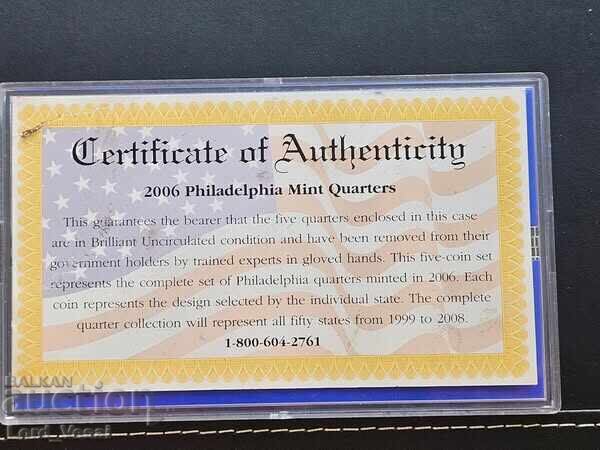 Certificate of Authenticity
2006 Philadelphia Mint Quarters
This guarantees the bearer that the five quarters enclosed in this case
are in Brilliant Uncirculated condition and have been removed from their
government holders by trained experts in gloved hands. This five-coin set
represents the complete set of Philadelphia quarters minted in 2006. Each
coin represents the design selected by the individual state. The complete
quarter collection will represent all fifty states from 1999 to 2008.
1-800-604-2761
BALKAN
auction
Lord_Vessi